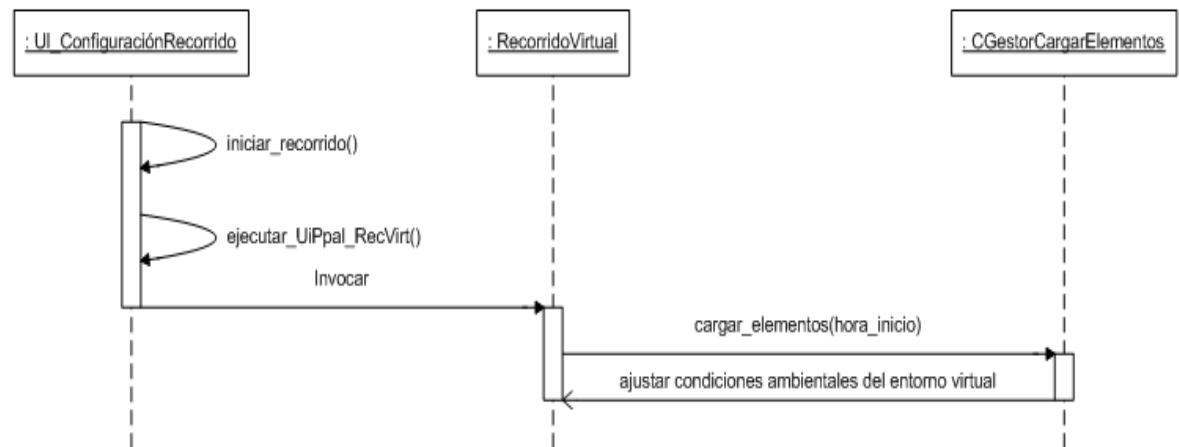 : UI_ConfiguraciónRecorrido
: RecorridoVirtual
: CGestorCargarElementos
iniciar_recorrido()
ejecutar_UiPpal_RecVirt()
Invocar
cargar_elementos(hora_inicio)
ajustar condiciones ambientales del entorno virtual